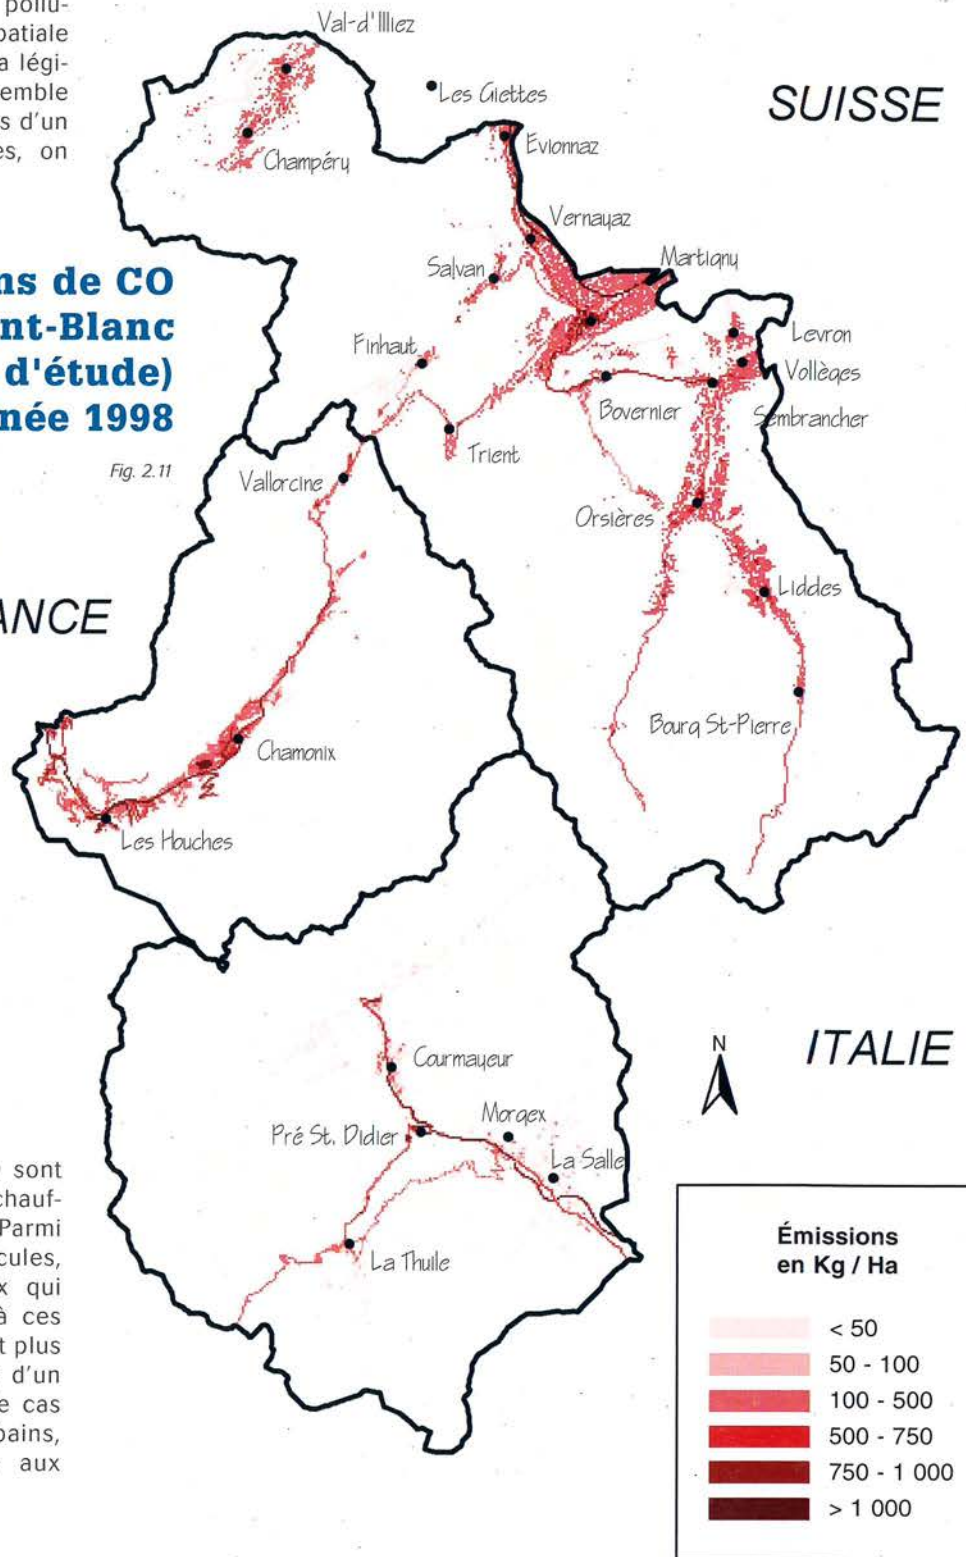 pollu-
patiale
a légi-
emble
s d'un
es, on
ns de CO
nt-Blanc
d'étude)
née 1998
Fig. 2.11
Val-d'Illiez
Les Giettes
SUISSE
Champéry
Evionnaz
Vernayaz
Salvan
Martigny
Finhaut
Levron
Vollèges
Bovernier
Sembrancher
Trient
Vallorcine
Orsières
ANCE
Liddes
Bourg St-Pierre
Chamonix
Les Houches
ITALIE
N
Courmayeur
Morgex
Pré St. Didier
La Salle
La Thuile
sont
chauf-
Parmi
cules,
x qui
à ces
t plus
d'un
e cas
bains,
aux
Émissions
en Kg / Ha
< 50
50 - 100
100 - 500
500 - 750
750 - 1 000
> 1 000